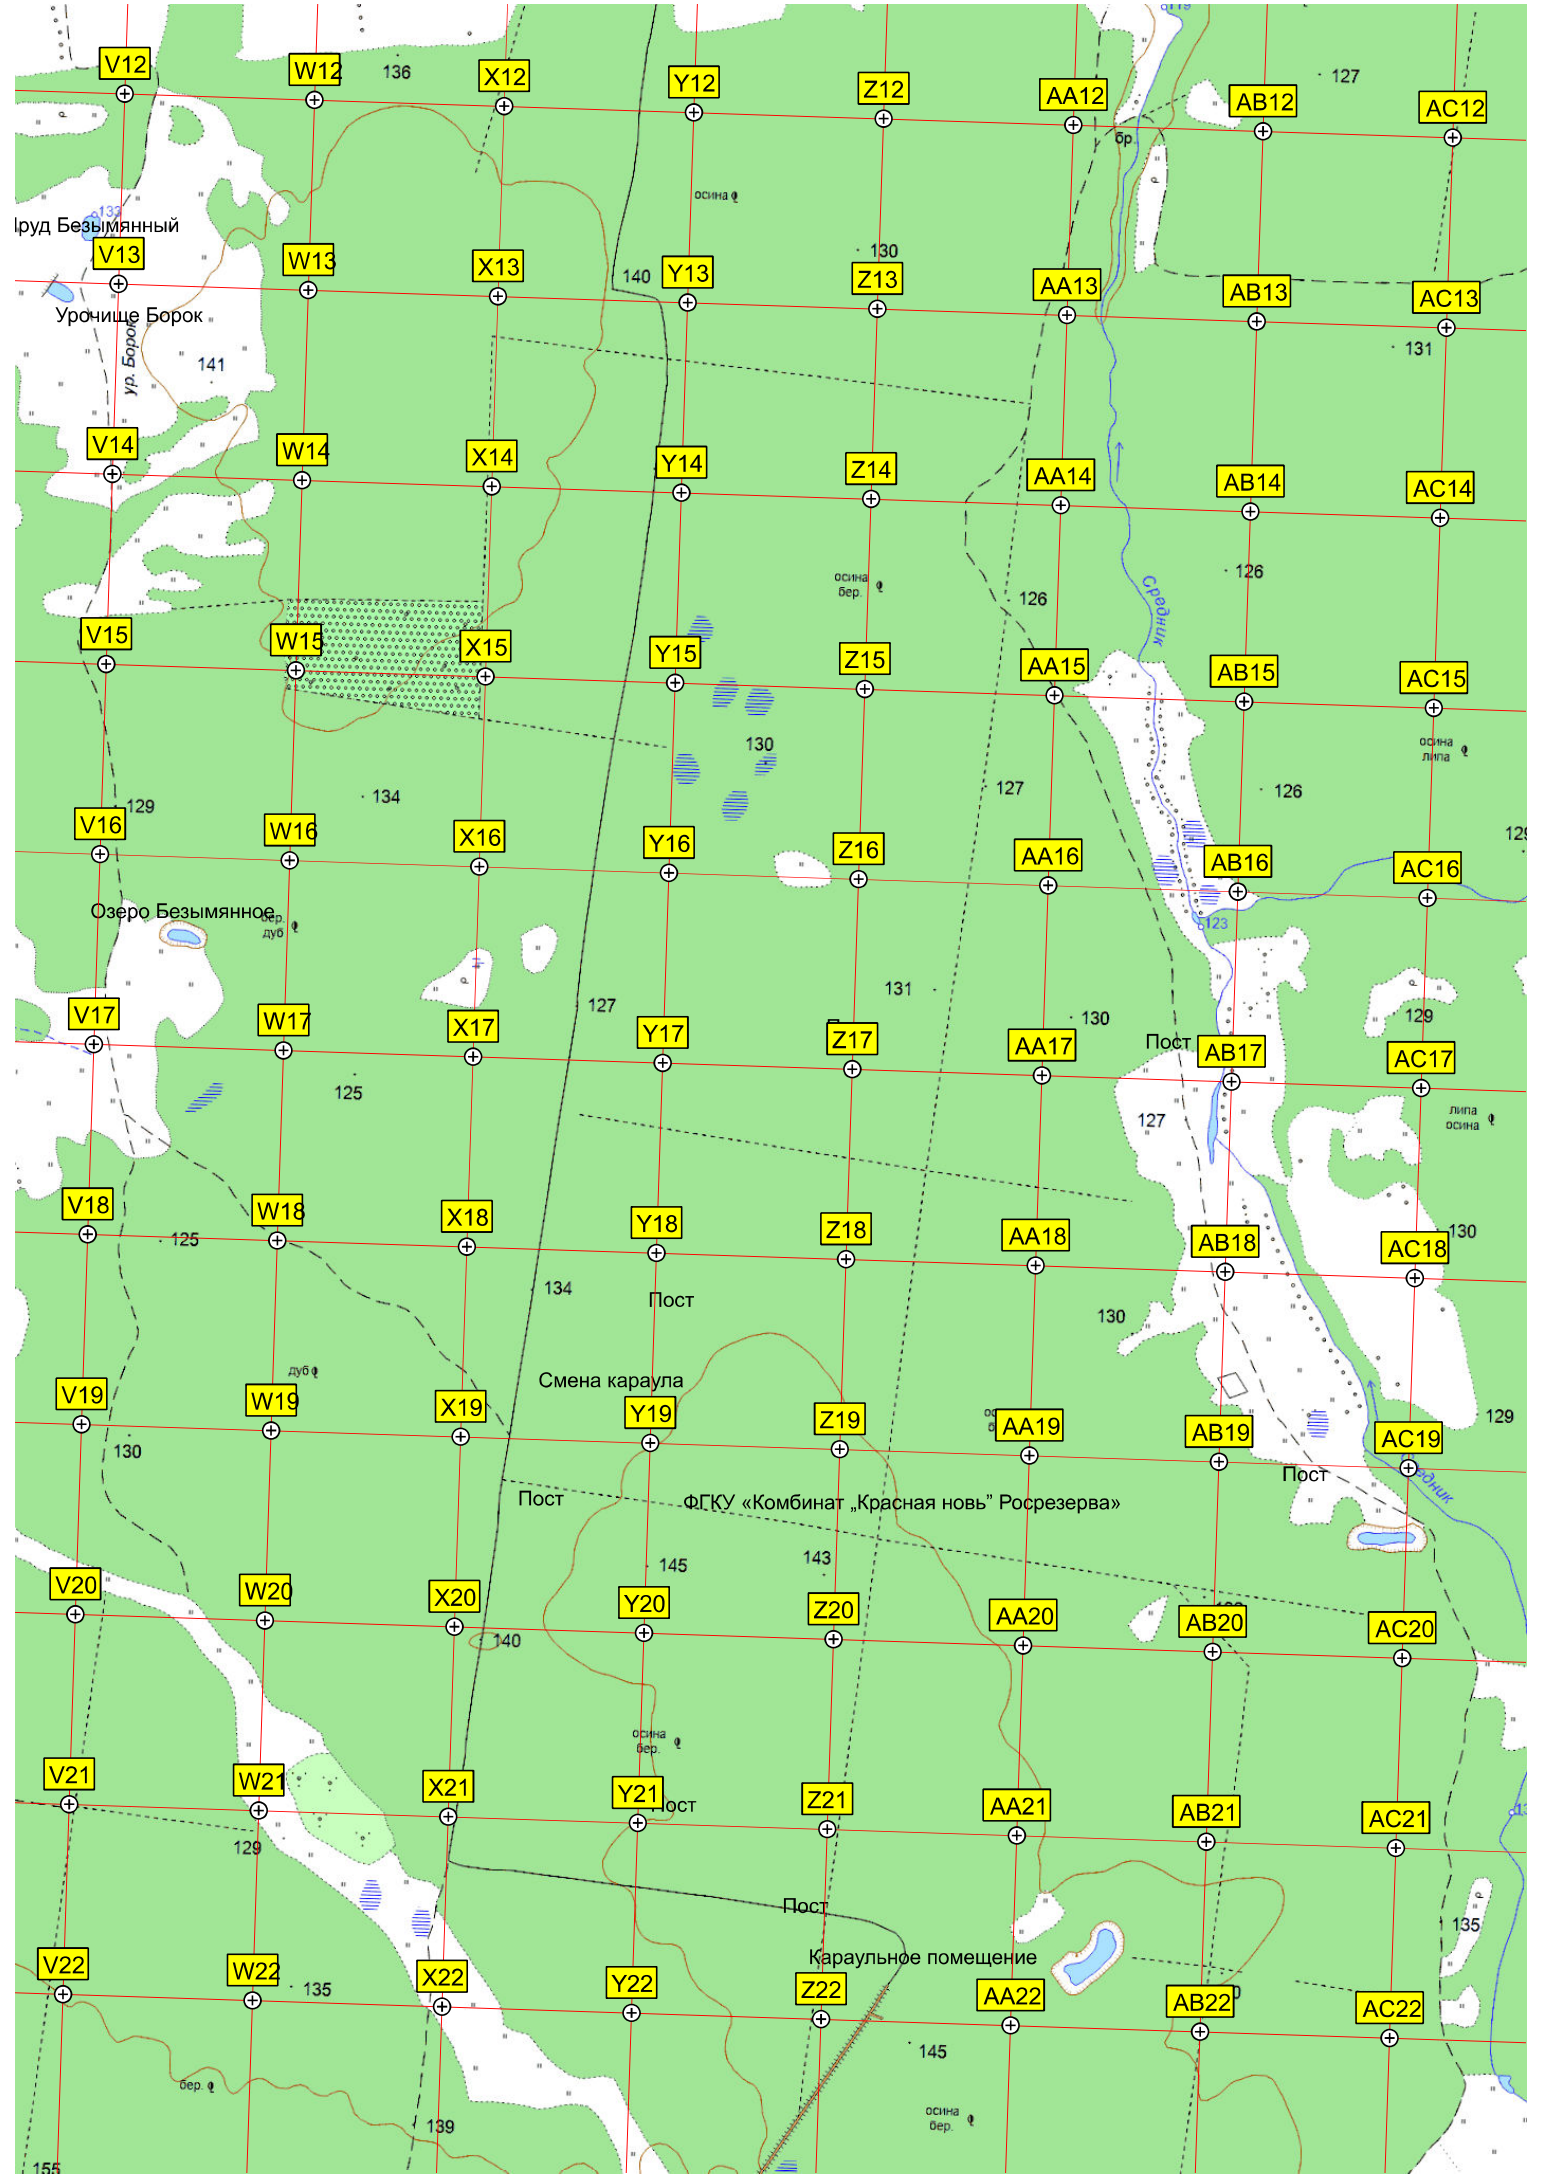 119
V12
W12
136
X12
Y12
Z12
AA12
AB12
127
AC12
бр.
осина
133
Пруд Безымянный
V13
W13
X13
140
Y13
130
Z13
AA13
AB13
AC13
Урочище Борок
ур. Борок
141
131
V14
W14
X14
Y14
Z14
AA14
AB14
AC14
осина
бер.
126
126
Средник
V15
W15
X15
Y15
Z15
AA15
AB15
AC15
130
осина
липа
129
134
127
126
V16
W16
X16
Y16
Z16
AA16
AB16
AC16
Озеро Безымянное
бер.
дуб
123
131
127
130
129
V17
W17
X17
Y17
Z17
AA17
Пост
AB17
AC17
125
127
липа
осина
V18
W18
X18
Y18
Z18
AA18
AB18
AC18
125
130
134
Пост
130
дуб
Смена караула
V19
W19
X19
Y19
Z19
AA19
AB19
AC19
129
130
Пост
Средник
Пост
ФГКУ «Комбинат „Красная новь” Росрезерва»
145
143
V20
W20
X20
Y20
Z20
AA20
AB20
AC20
140
осина
бер.
V21
W21
X21
Y21
Пост
Z21
AA21
AB21
AC21
129
Пост
135
Караульное помещение
V22
W22
135
X22
Y22
Z22
AA22
AB22
AC22
145
бер.
осина
бер.
139
155